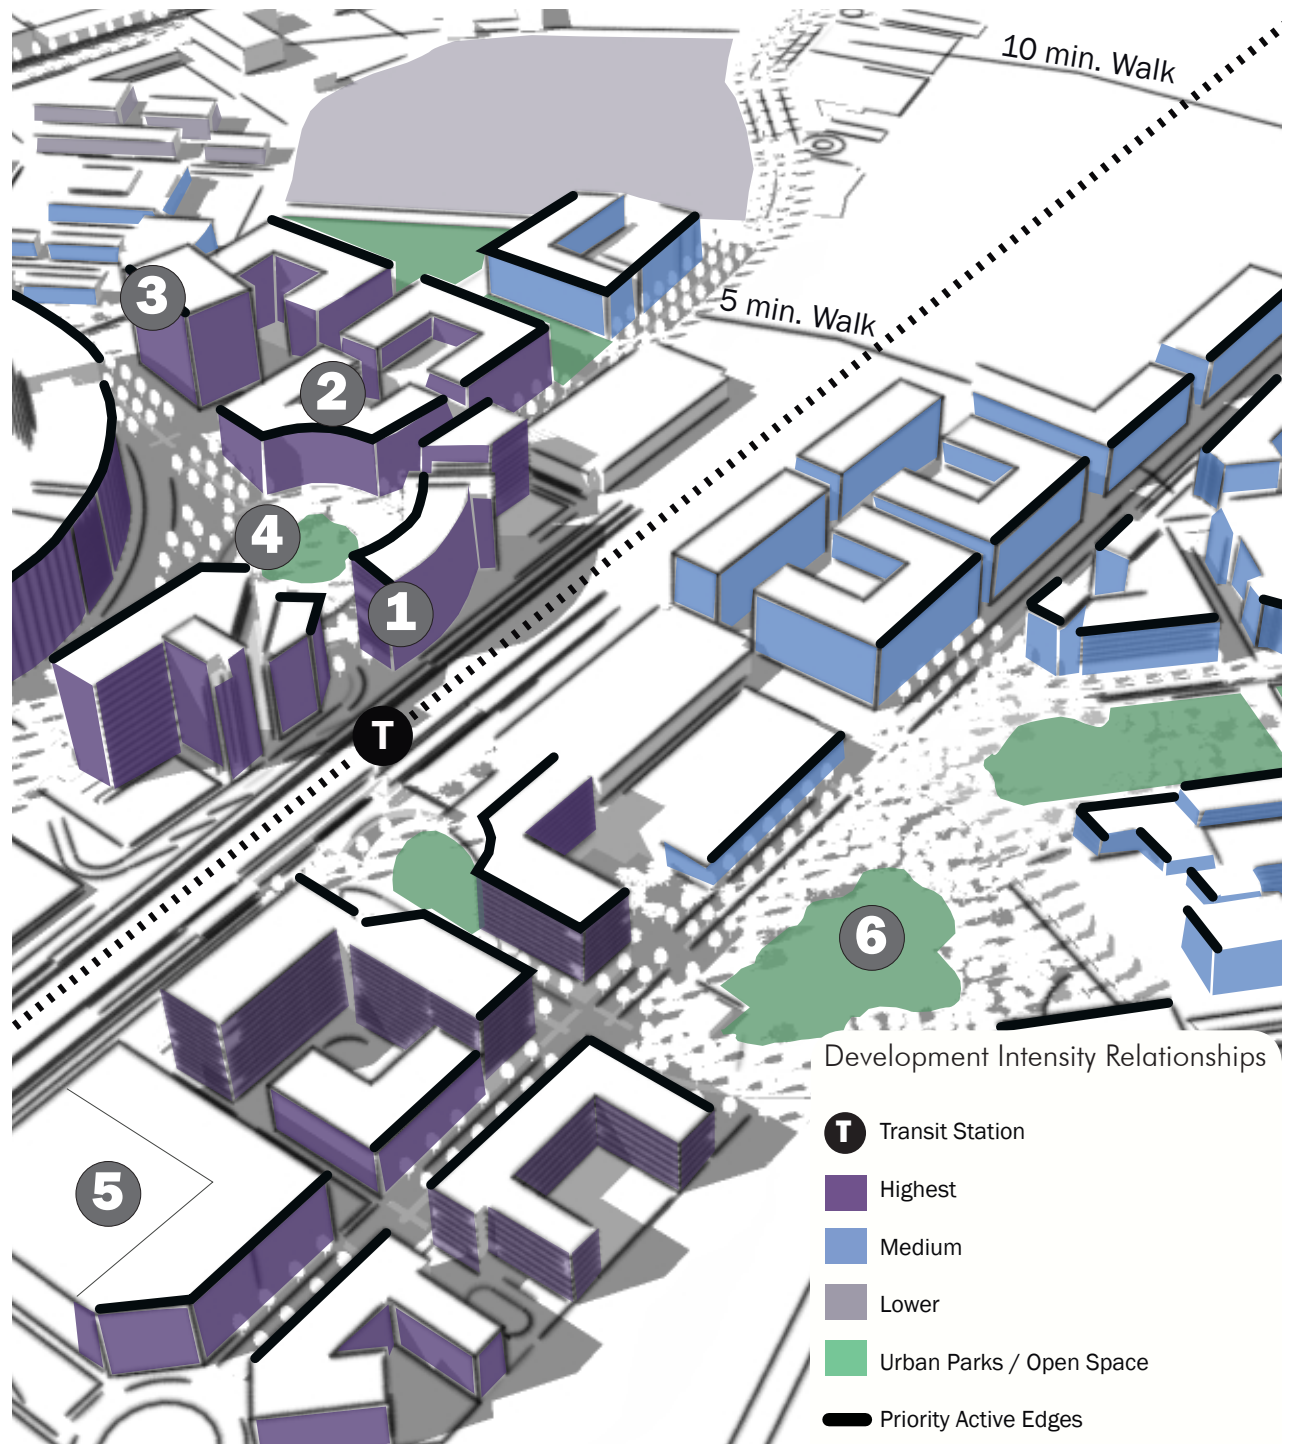 10 min. Walk
5 min. Walk
3
2
4
1
T
6
5
Development Intensity Relationships
T Transit Station
Highest
Medium
Lower
Urban Parks / Open Space
Priority Active Edges